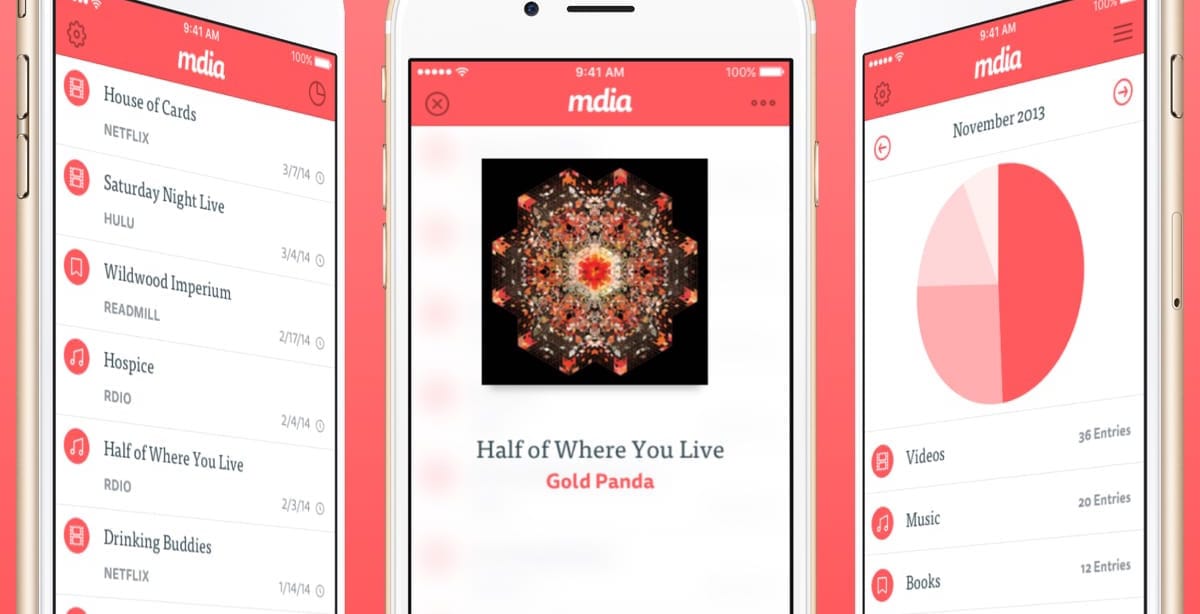 9:41 AM
100%
mdia
House of Cards
NETFLIX
3/7/14
Saturday Night Live
HULU
3/4/14
Wildwood Imperium
READMILL
2/17/14
Hospice
RDIO
2/4/14
Half of Where You Live
RDIO
2/3/14
Drinking Buddies
NETFLIX
1/14/14
9:41 AM
100%
mdia
Half of Where You Live
Gold Panda
9:41 AM
100%
mdia
November 2013
Videos
36 Entries
Music
20 Entries
Books
12 Entries